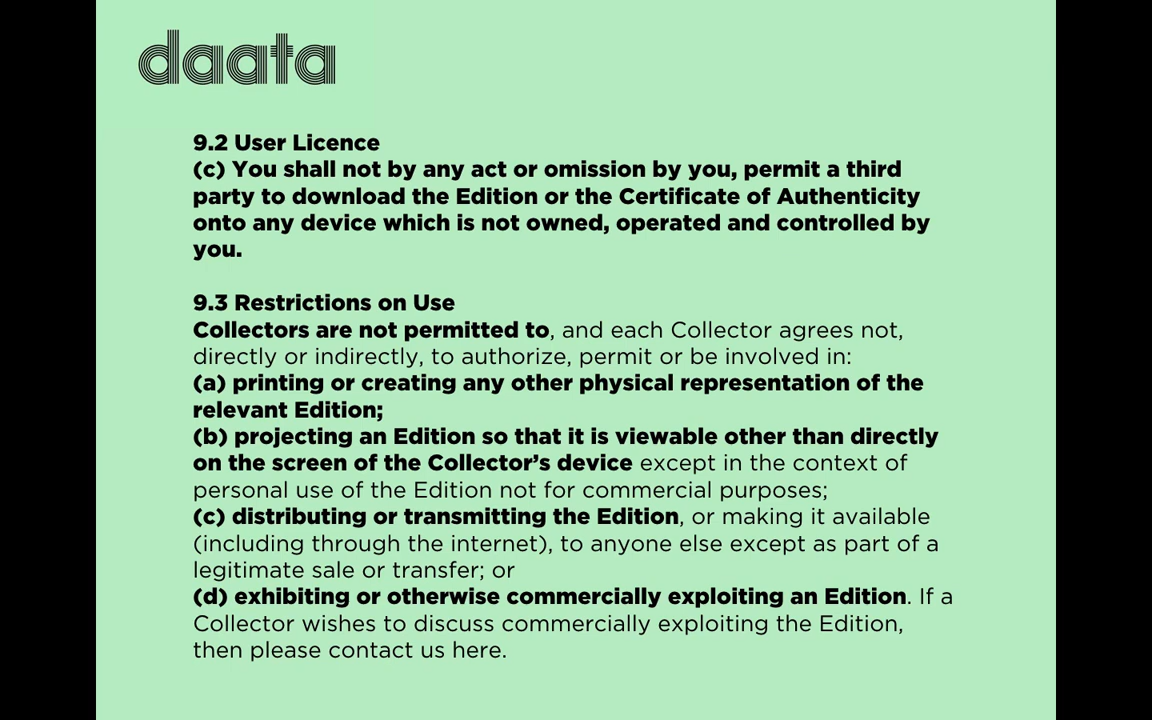 daata
9.2 User Licence
(c) You shall not by any act or omission by you, permit a third
party to download the Edition or the Certificate of Authenticity
onto any device which is not owned, operated and controlled by
you.
9.3 Restrictions on Use
Collectors are not permitted to, and each Collector agrees not,
directly or indirectly, to authorize, permit or be involved in:
(a) printing or creating any other physical representation of the
relevant Edition;
(b) projecting an Edition so that it is viewable other than directly
on the screen of the Collector’s device except in the context of
personal use of the Edition not for commercial purposes;
(c) distributing or transmitting the Edition, or making it available
(including through the internet), to anyone else except as part of a
legitimate sale or transfer; or
(d) exhibiting or otherwise commercially exploiting an Edition. If a
Collector wishes to discuss commercially exploiting the Edition,
then please contact us here.